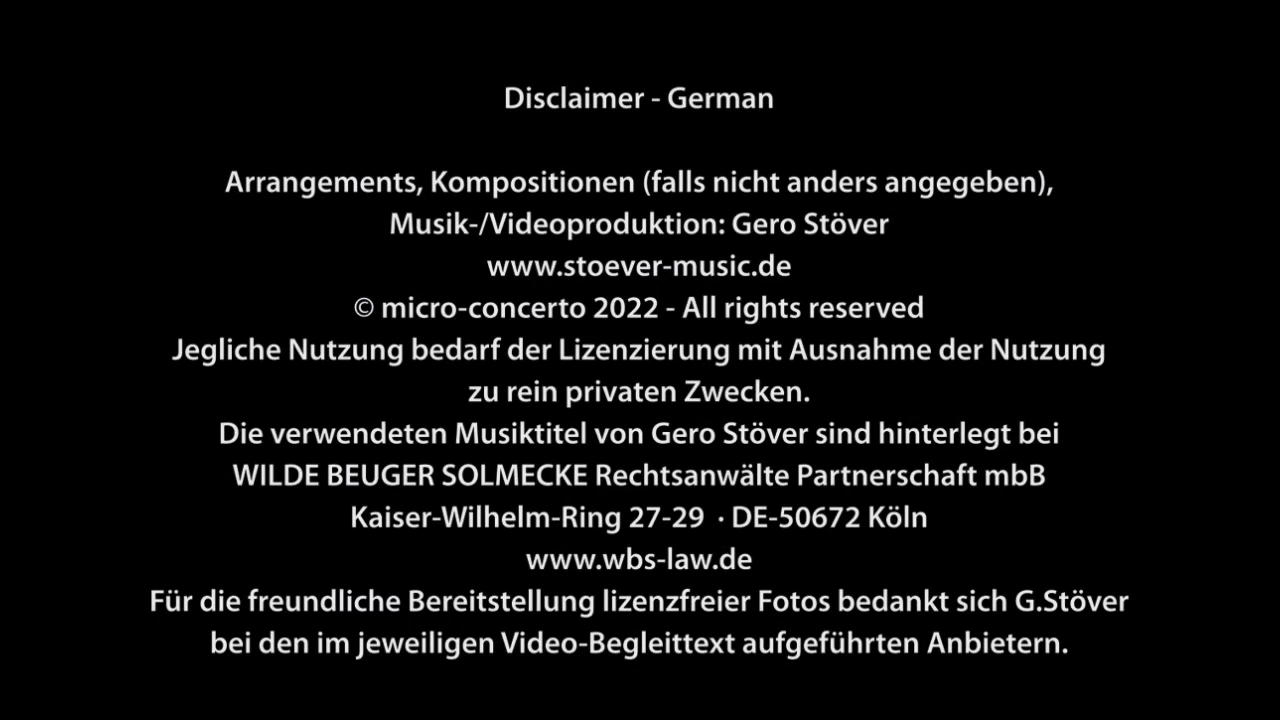 Disclaimer - German
Arrangements, Kompositionen (falls nicht anders angegeben),
Musik-/Videoproduktion: Gero Stöver
www.stoever-music.de
© micro-concerto 2022 - All rights reserved
Jegliche Nutzung bedarf der Lizenzierung mit Ausnahme der Nutzung
zu rein privaten Zwecken.
Die verwendeten Musiktitel von Gero Stöver sind hinterlegt bei
WILDE BEUGER SOLMECKE Rechtsanwälte Partnerschaft mbB
Kaiser-Wilhelm-Ring 27-29 · DE-50672 Köln
www.wbs-law.de
Für die freundliche Bereitstellung lizenzfreier Fotos bedankt sich G.Stöver
bei den im jeweiligen Video-Begleittext aufgeführten Anbietern.